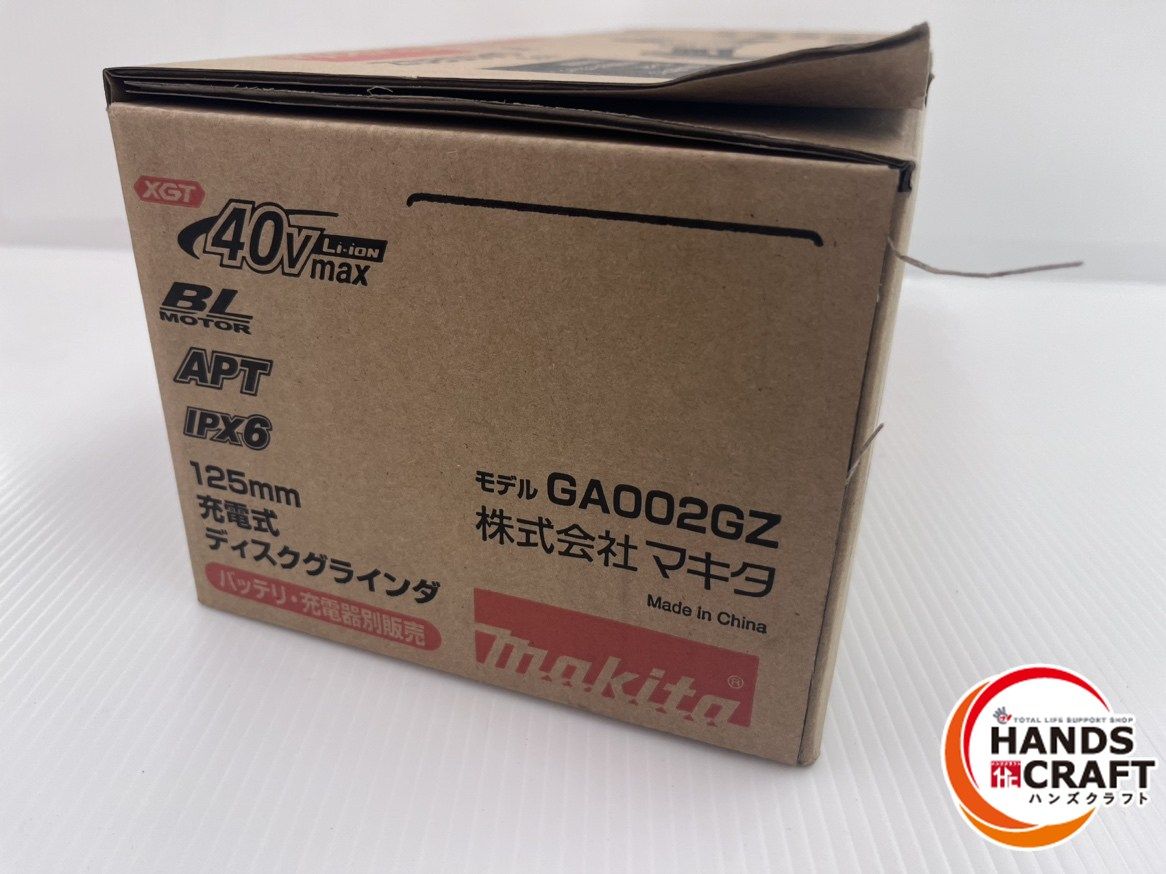 XGT
40Vmax Li-ion
BL
MOTOR
APT
IPX6
125mm
充電式
ディスクグラインダ
バッテリ・充電器別販売
モデル GA002GZ
株式会社 マキタ
Made in China
makita®
TOTAL LIFE SUPPORT SHOP
HANDS
CRAFT
ハンズクラフト